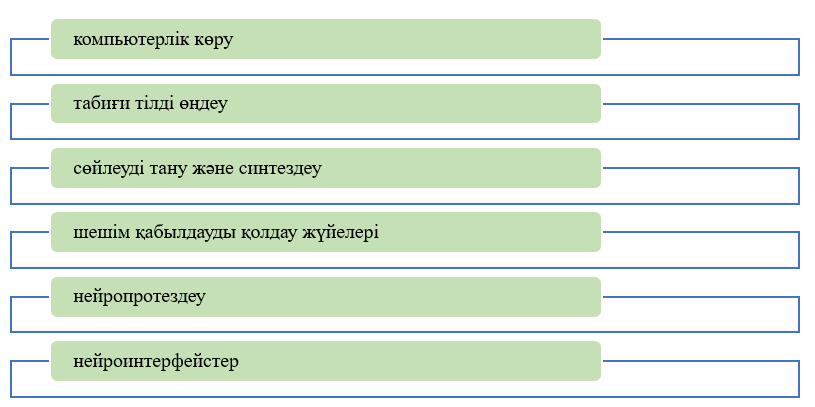 компьютерлік көру
табиғи тілді өңдеу
сөйлеуді тану және синтездеу
шешім қабылдауды қолдау жүйелері
нейропротездеу
нейроинтерфейстер